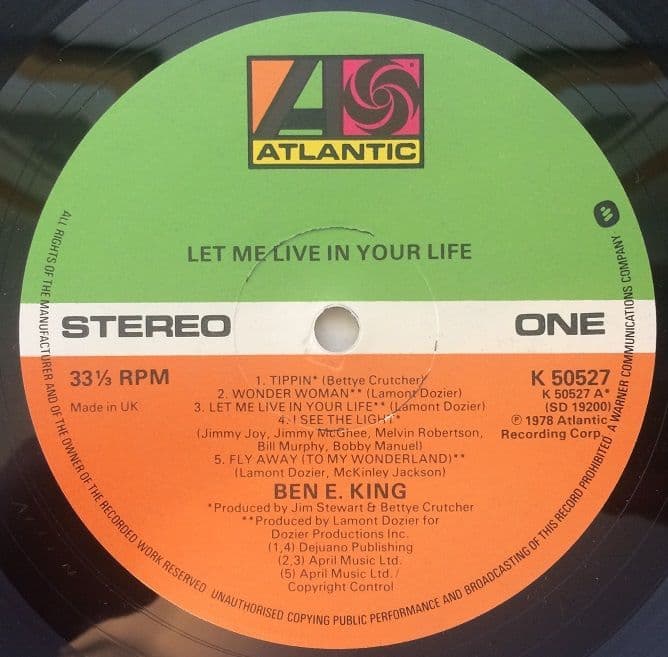 ATLANTIC
LET ME LIVE IN YOUR LIFE
STEREO
ONE
33⅓ RPM
Made in UK
K 50527
K 50527 A*
(SD 19200)
℗ 1978 Atlantic
Recording Corp.
1. TIPPIN* (Bettye Crutcher)
2. WONDER WOMAN** (Lamont Dozier)
3. LET ME LIVE IN YOUR LIFE** (Lamont Dozier)
4. I SEE THE LIGHT**
(Jimmy Joy, Jimmy McGhee, Melvin Robertson,
Bill Murphy, Bobby Manuel)
5. FLY AWAY (TO MY WONDERLAND)**
(Lamont Dozier, McKinley Jackson)
BEN E. KING
*Produced by Jim Stewart & Bettye Crutcher
**Produced by Lamont Dozier for
Dozier Productions Inc.
(1,4) Dejuano Publishing
(2,3) April Music Ltd.
(5) April Music Ltd./
Copyright Control
ALL RIGHTS OF THE MANUFACTURER AND OF THE OWNER OF THE RECORDED WORK RESERVED UNAUTHORISED COPYING PUBLIC PERFORMANCE AND BROADCASTING OF THIS RECORD PROHIBITED A WARNER COMMUNICATIONS COMPANY